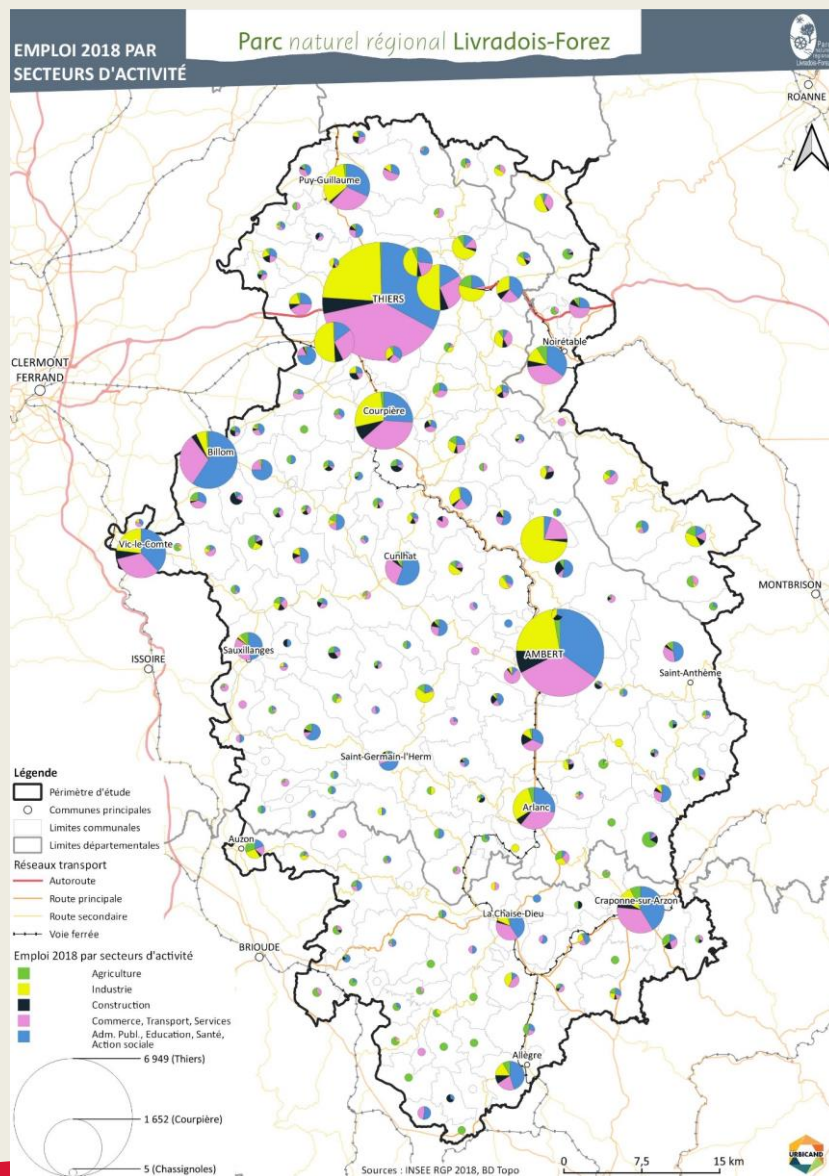 EMPLOI 2018 PAR
SECTEURS D'ACTIVITÉ
Parc naturel régional Livradois-Forez
Parc
naturel
régional
Livradois-Forez
ROANNE
Puy-Guillaume
THIERS
Noirétable
CLERMONT
FERRAND
Courpière
Billom
Vic-le-Comte
Cunlhat
MONTBRISON
AMBERT
Sauxillanges
ISSOIRE
Saint-Anthème
Saint-Germain-l'Herm
Arlanc
Auzon
Craponne-sur-Arzon
La Chaise-Dieu
BRIOUDE
Allègre
Légende
Périmètre d'étude
Communes principales
Limites communales
Limites départementales
Réseaux transport
Autoroute
Route principale
Route secondaire
Voie ferrée
Emploi 2018 par secteurs d'activité
Agriculture
Industrie
Construction
Commerce, Transport, Services
Adm. Publ., Education, Santé,
Action sociale
6 949 (Thiers)
1 652 (Courpière)
5 (Chassignoles)
Sources : INSEE RGP 2018, BD Topo
0 7,5 15 km
URBICAND